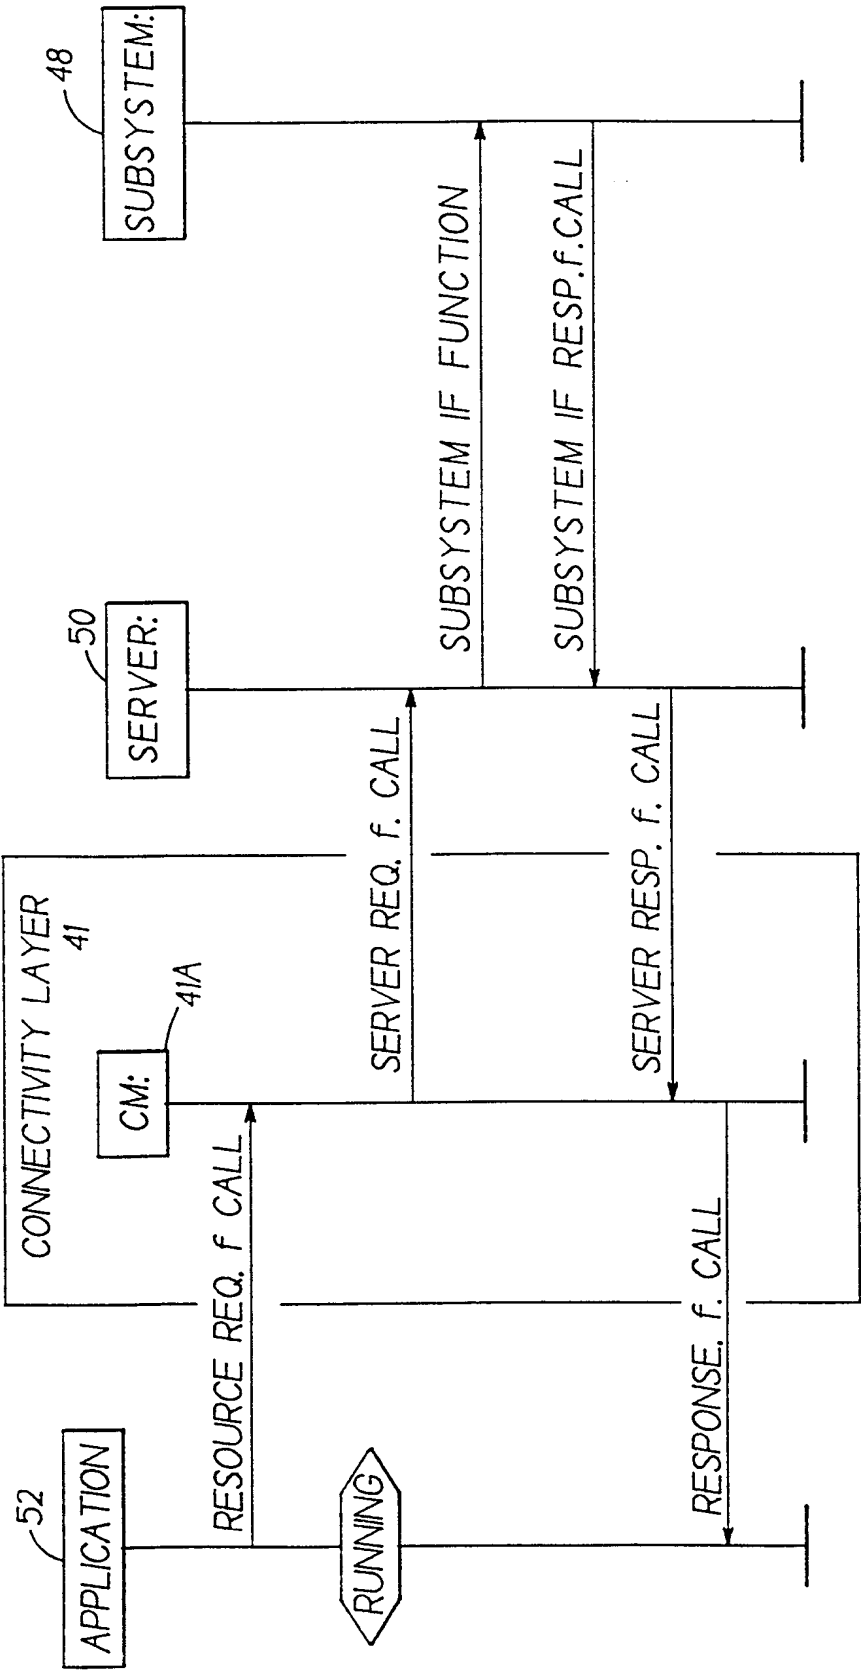 CONNECTIVITY LAYER
41
52
APPLICATION
CM:
41A
50
SERVER:
48
SUBSYSTEM:
RESOURCE REQ. f CALL
RUNNING
SERVER REQ. f. CALL
SUBSYSTEM IF FUNCTION
SUBSYSTEM IF RESP.f.CALL
SERVER RESP. f. CALL
RESPONSE. f. CALL